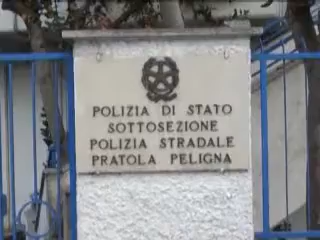 POLIZIA DI STATO
SOTTOSEZIONE
POLIZIA STRADALE
PRATOLA PELIGNA